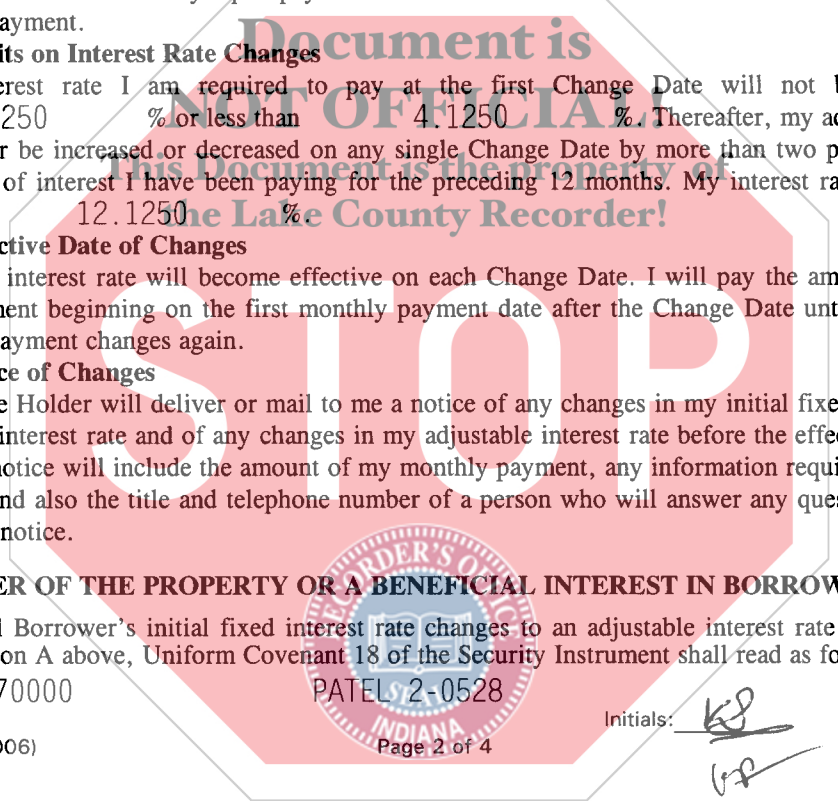 ayment.
Document is
its on Interest Rate Changes
erest rate I am required to pay at the first Change Date will not
NOT OFFICIAL!
250 % or less than 4.1250 %. Thereafter, my a
r be increased or decreased on any single Change Date by more than two p
This Document is the property of
of interest I have been paying for the preceding 12 months. My interest ra
12.1250 %.
the Lake County Recorder!
ctive Date of Changes
interest rate will become effective on each Change Date. I will pay the am
nent beginning on the first monthly payment date after the Change Date unt
ayment changes again.
STOP
ce of Changes
e Holder will deliver or mail to me a notice of any changes in my initial fixe
interest rate and of any changes in my adjustable interest rate before the effe
notice will include the amount of my monthly payment, any information requi
nd also the title and telephone number of a person who will answer any ques
notice.
ER OF THE PROPERTY OR A BENEFICIAL INTEREST IN BORROW
l Borrower's initial fixed interest rate changes to an adjustable interest rate
on A above, Uniform Covenant 18 of the Security Instrument shall read as fo
RECORDER'S OFFICE
SEAL
INDIANA
70000 PATEL 2-0528
Initials: KS
006) Page 2 of 4